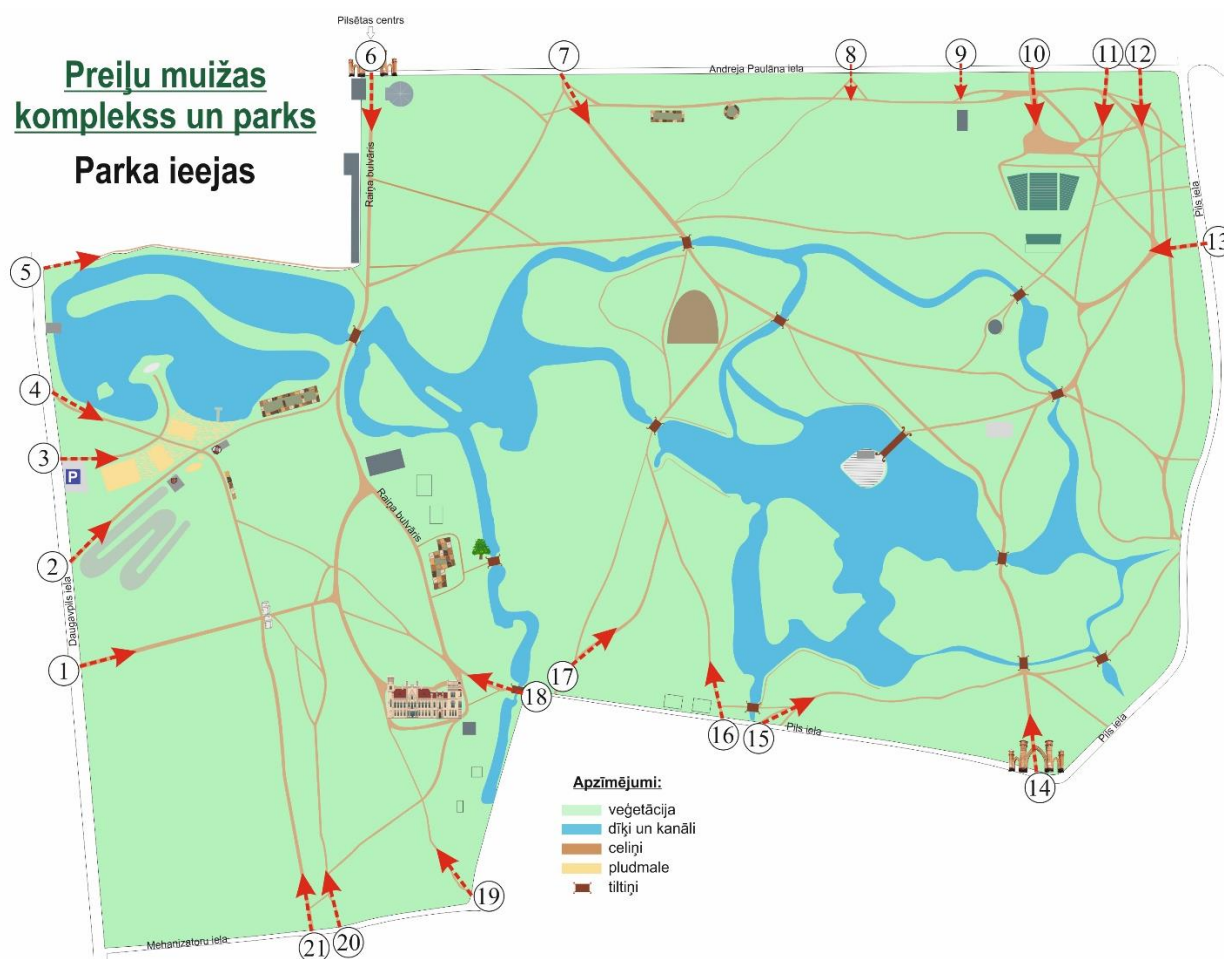 Pilsētas centrs
Preiļu muižas
komplekss un parks
Parka ieejas
6
7
8
9
10
11
12
Andreja Paulāna iela
Raiņa bulvāris
Pils iela
13
5
4
3
P
2
Raiņa bulvāris
Daugavpils iela
1
17
18
16
15
Pils iela
Pils iela
14
Apzīmējumi:
veģetācija
dīķi un kanāli
celiņi
pludmale
tiltiņi
19
21
20
Mehanizatoru iela